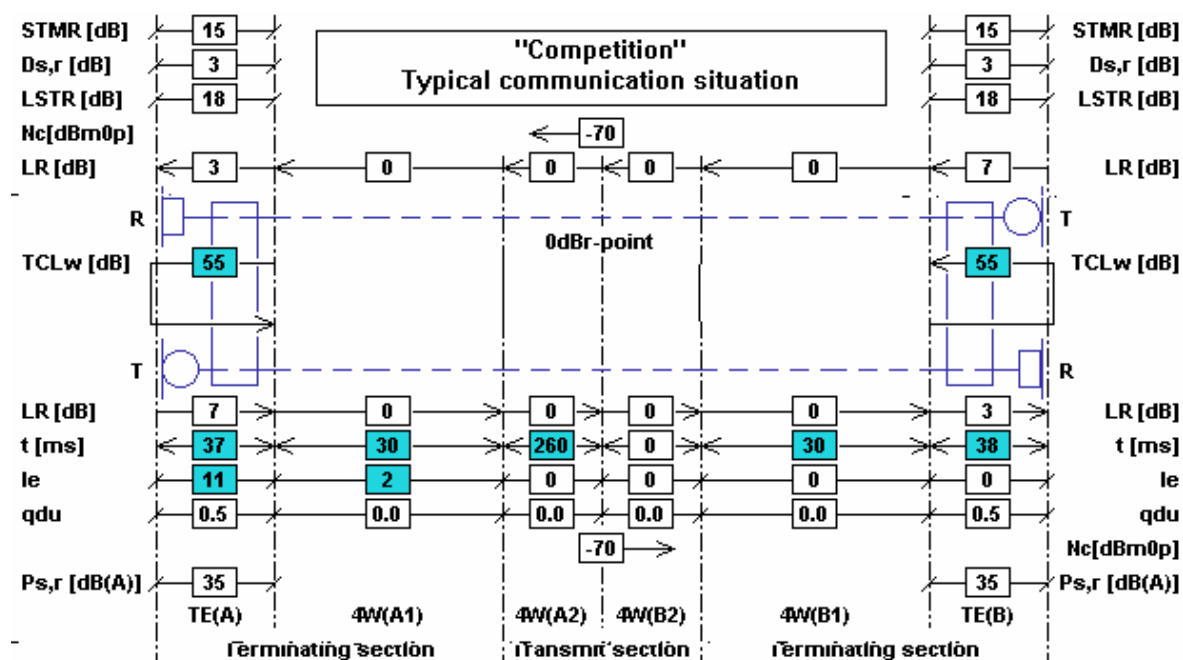 STMR [dB] 15 "Competition" 15 STMR [dB]
Ds,r [dB] 3 Typical communication situation 3 Ds,r [dB]
LSTR [dB] 18 18 LSTR [dB]
Nc[dBm0p] -70
LR [dB] 3 0 0 0 0 7 LR [dB]
R T
0dBr-point
TCLw [dB] 55 55 TCLw [dB]
T R
LR [dB] 7 0 0 0 0 3 LR [dB]
t [ms] 37 30 260 0 30 38 t [ms]
Ie 11 2 0 0 0 0 Ie
qdu 0.5 0.0 0.0 0.0 0.0 0.5 qdu
-70 Nc[dBm0p]
Ps,r [dB(A)] 35 35 Ps,r [dB(A)]
TE(A) 4W(A1) 4W(A2) 4W(B2) 4W(B1) TE(B)
Terminating section Transmit section Terminating section